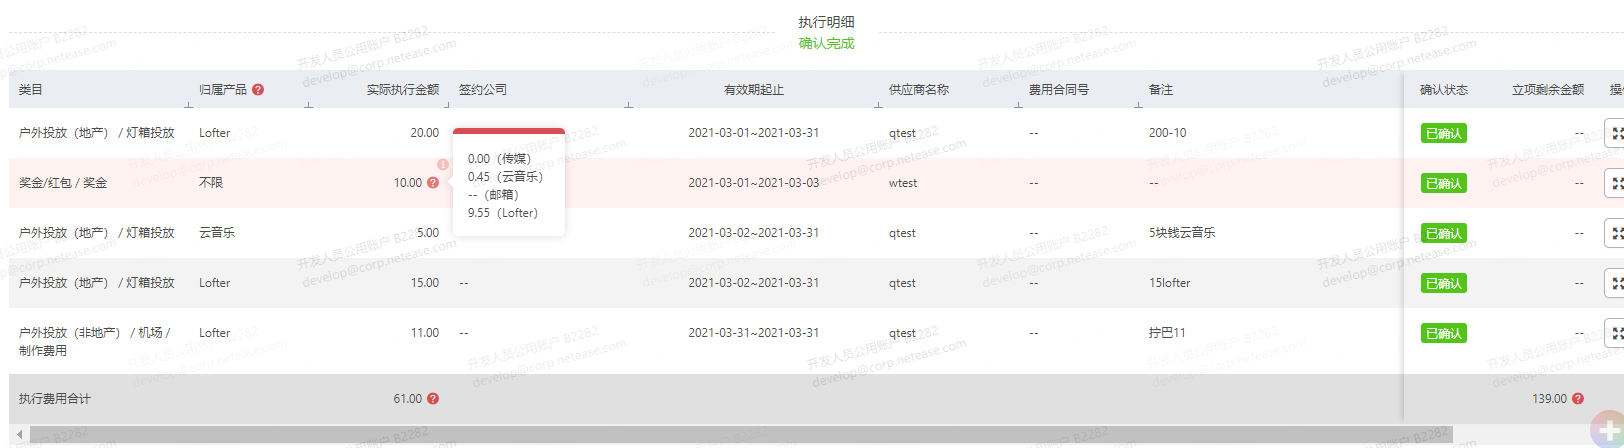 执行明细
确认完成
类目 归属产品 ? 实际执行金额 签约公司 有效期起止 供应商名称 费用合同号 备注 确认状态 立项剩余金额
户外投放（地产） / 灯箱投放 Lofter 20.00 2021-03-01~2021-03-31 qtest -- 200-10 已确认 --
0.00（传媒）
0.45（云音乐）
--（邮箱）
9.55（Lofter）
奖金/红包 / 奖金 不限 10.00 ? 2021-03-01~2021-03-03 wtest -- -- 已确认 --
户外投放（地产） / 灯箱投放 云音乐 5.00 2021-03-02~2021-03-31 qtest -- 5块钱云音乐 已确认 --
户外投放（地产） / 灯箱投放 Lofter 15.00 -- 2021-03-02~2021-03-31 qtest -- 15lofter 已确认 --
户外投放（非地产） / 机场 / Lofter 11.00 -- 2021-03-31~2021-03-31 qtest -- 拧巴11 已确认 --
制作费用
执行费用合计 61.00 ? 139.00 ?
开发人员公用账户 B2282
develop@corp.netease.com